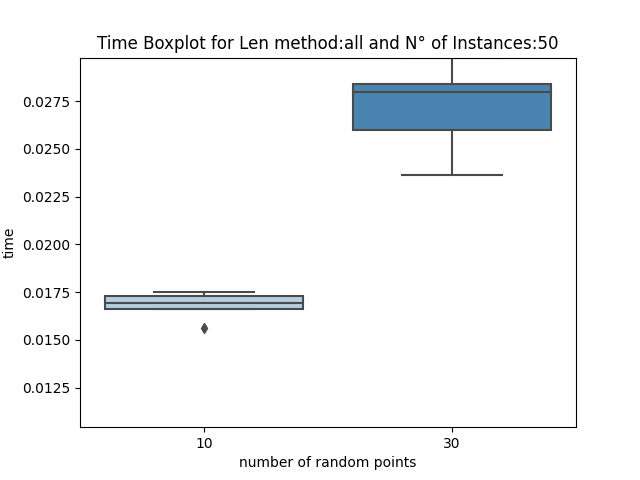 Time Boxplot for Len method:all and N° of Instances:50
0.0275
0.0250
0.0225
0.0200
0.0175
0.0150
0.0125
time
10 30
number of random points